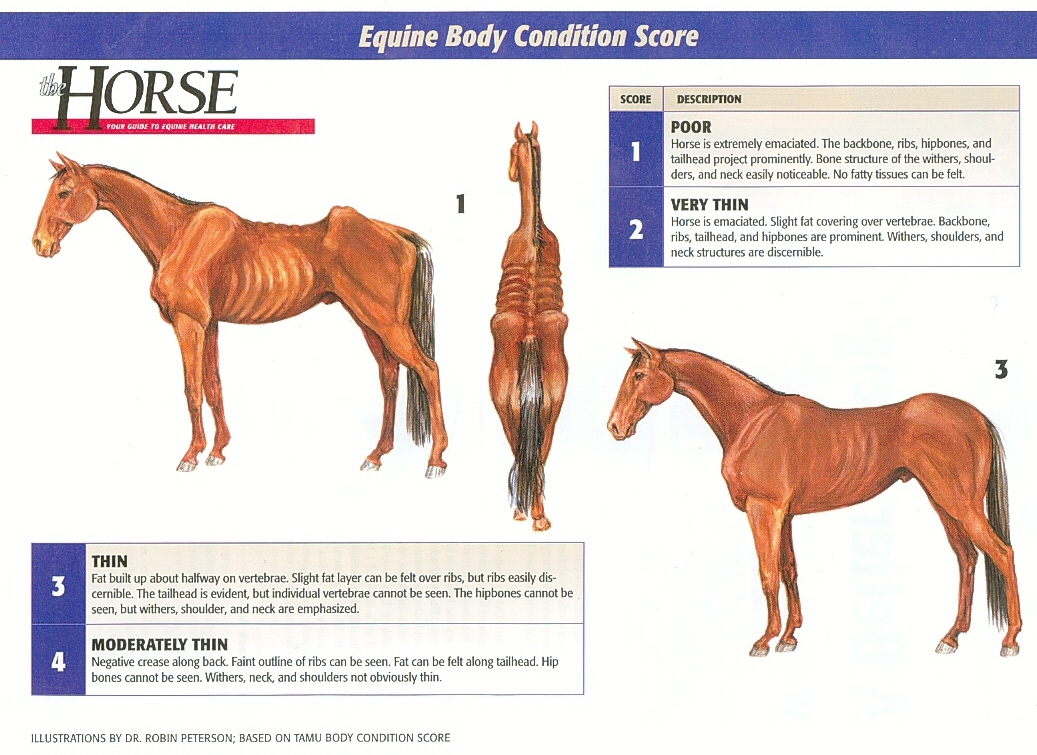 Equine Body Condition Score
the HORSE
YOUR GUIDE TO EQUINE HEALTH CARE
SCORE DESCRIPTION
1
POOR
Horse is extremely emaciated. The backbone, ribs, hipbones, and
tailhead project prominently. Bone structure of the withers, shoul-
ders, and neck easily noticeable. No fatty tissues can be felt.
2
VERY THIN
Horse is emaciated. Slight fat covering over vertebrae. Backbone,
ribs, tailhead, and hipbones are prominent. Withers, shoulders, and
neck structures are discernible.
1
3
3
THIN
Fat built up about halfway on vertebrae. Slight fat layer can be felt over ribs, but ribs easily dis-
cernible. The tailhead is evident, but individual vertebrae cannot be seen. The hipbones cannot be
seen, but withers, shoulder, and neck are emphasized.
4
MODERATELY THIN
Negative crease along back. Faint outline of ribs can be seen. Fat can be felt along tailhead. Hip
bones cannot be seen. Withers, neck, and shoulders not obviously thin.
ILLUSTRATIONS BY DR. ROBIN PETERSON; BASED ON TAMU BODY CONDITION SCORE